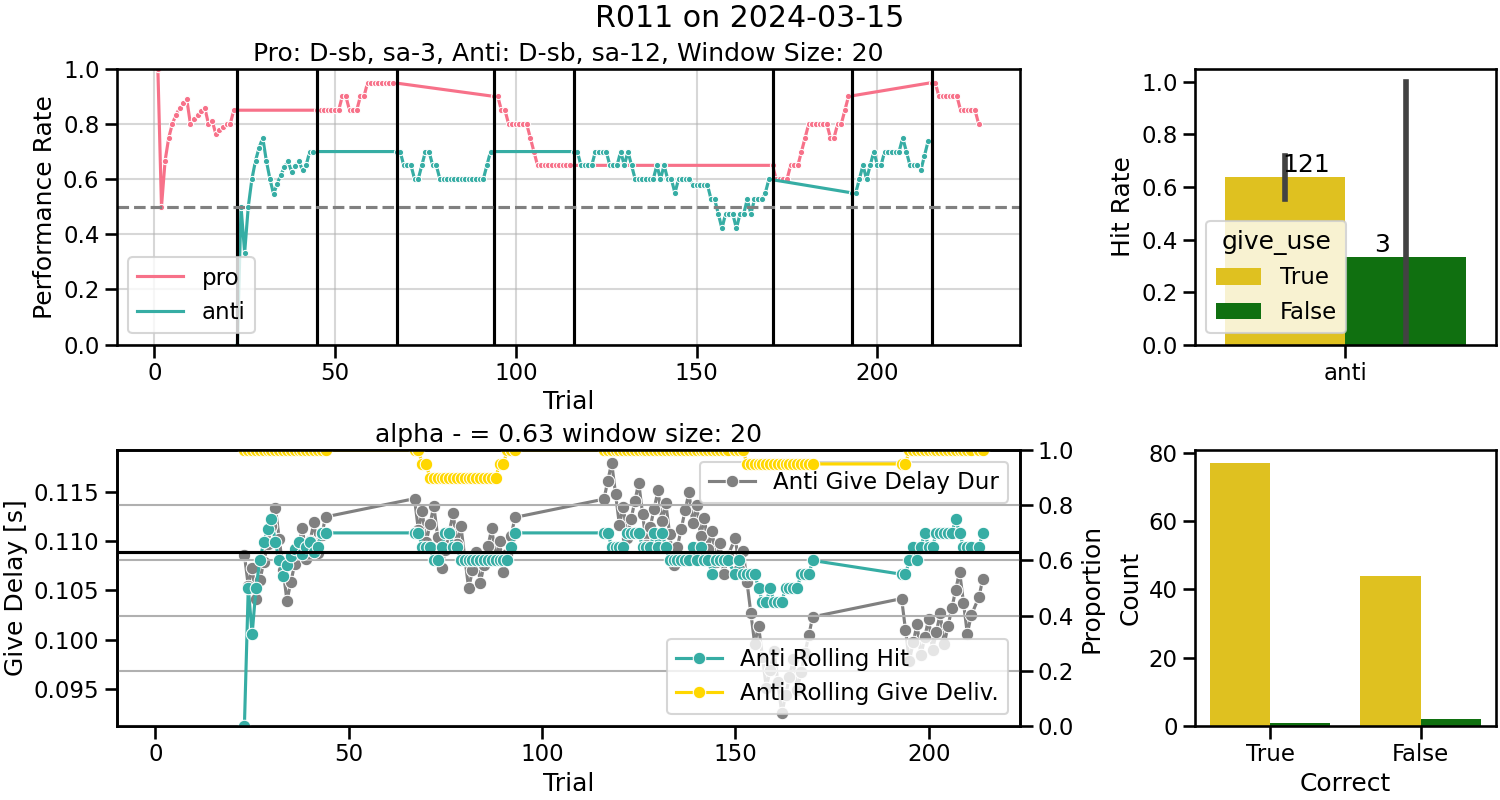 R011 on 2024-03-15
Pro: D-sb, sa-3, Anti: D-sb, sa-12, Window Size: 20
Performance Rate
1.0
0.8
0.6
0.4
0.2
0.0
pro
anti
0
50
100
150
200
Trial
Hit Rate
1.0
0.8
0.6
0.4
0.2
0.0
121
3
give_use
True
False
anti
alpha - = 0.63 window size: 20
Give Delay [s]
0.115
0.110
0.105
0.100
0.095
Anti Give Delay Dur
Anti Rolling Hit
Anti Rolling Give Deliv.
1.0
0.8
0.6
0.4
0.2
0.0
Proportion
0
50
100
150
200
Trial
Count
80
60
40
20
0
True
False
Correct